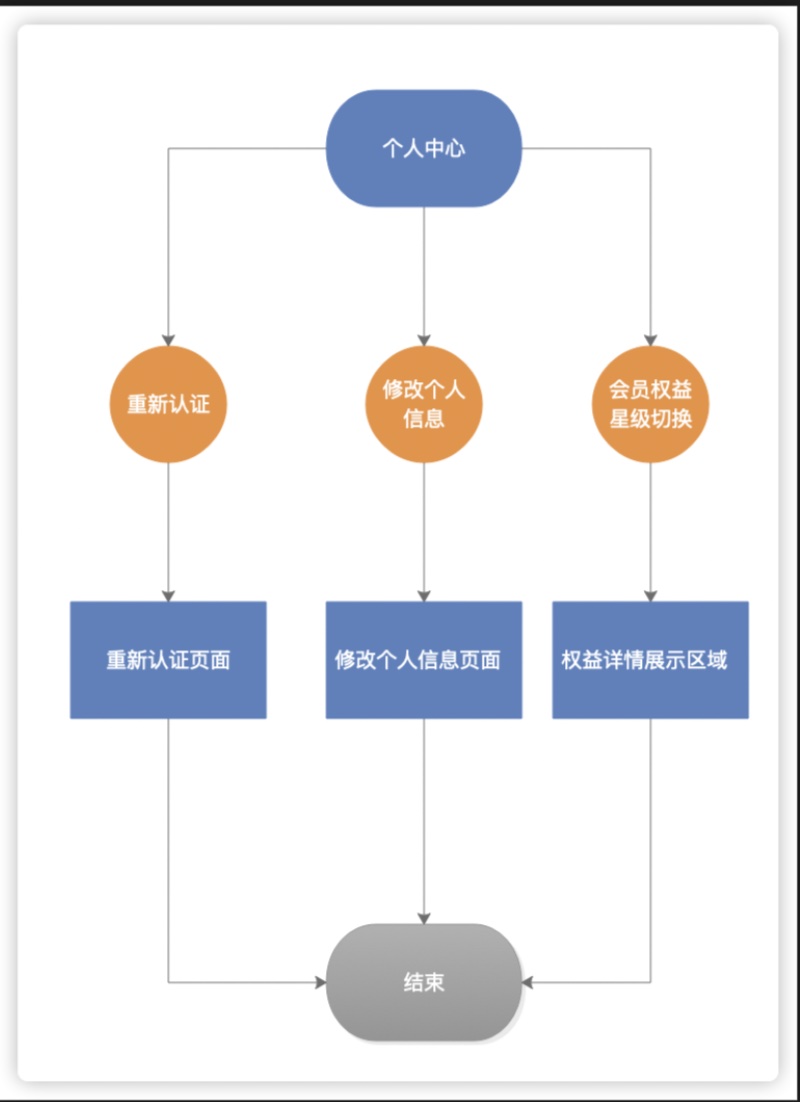 个人中心
重新认证
修改个人
信息
会员权益
星级切换
重新认证页面
修改个人信息页面
权益详情展示区域
结束